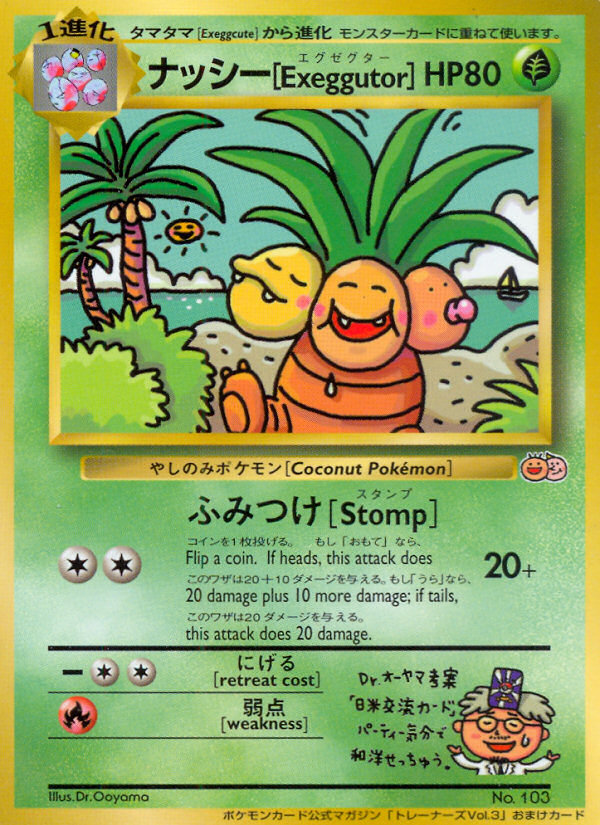 1進化
タマタマ[Exeggcute]から進化 モンスターカードに重ねて使います。
エグゼグター
ナッシー[Exeggutor] HP80
やしのみポケモン[Coconut Pokémon]
スタンプ
ふみつけ[Stomp]
コインを1枚投げる。 もし「おもて」なら、
Flip a coin. If heads, this attack does
このワザは20+10ダメージを与える。もし「うら」なら、
20 damage plus 10 more damage; if tails,
20+
このワザは20ダメージを与える。
this attack does 20 damage.
にげる
[retreat cost]
弱点
[weakness]
Dr.オーヤマ考案
「日米交流カード」
パーティー気分で
和洋せっちゅう。
Illus.Dr.Ooyama
No. 103
ポケモンカード公式マガジン「トレーナーズVol.3」おまけカード